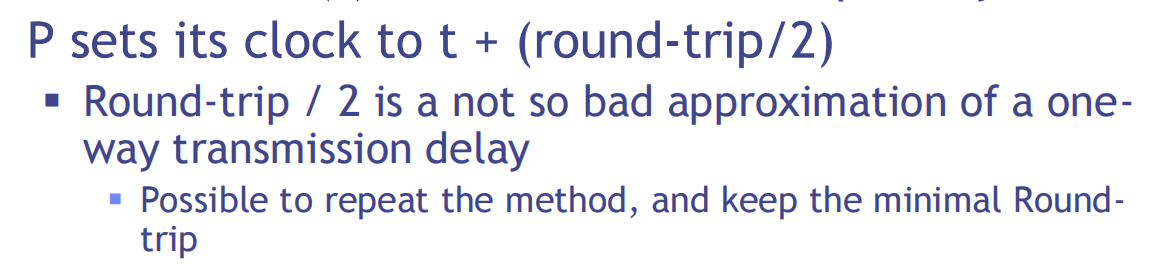 P sets its clock to t + (round-trip/2)
▪ Round-trip / 2 is a not so bad approximation of a one-
way transmission delay
▪ Possible to repeat the method, and keep the minimal Round-
trip